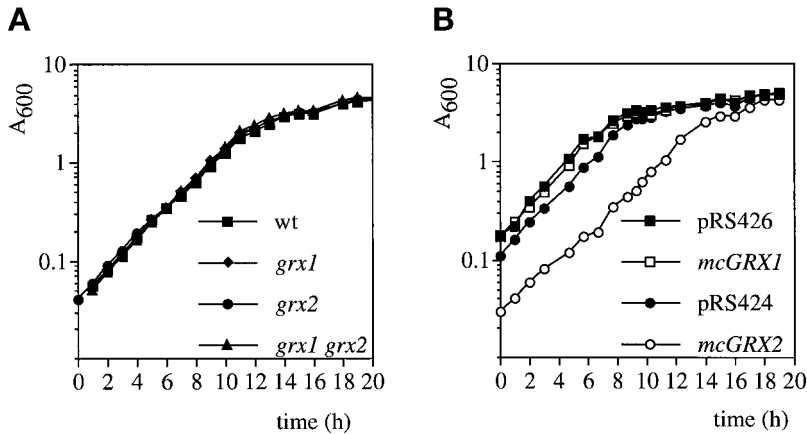 A
A600
10
1
0.1
wt
grx1
grx2
grx1 grx2
0 2 4 6 8 10 12 14 16 18 20
time (h)
B
A600
10
1
0.1
pRS426
mcGRX1
pRS424
mcGRX2
0 2 4 6 8 10 12 14 16 18 20
time (h)